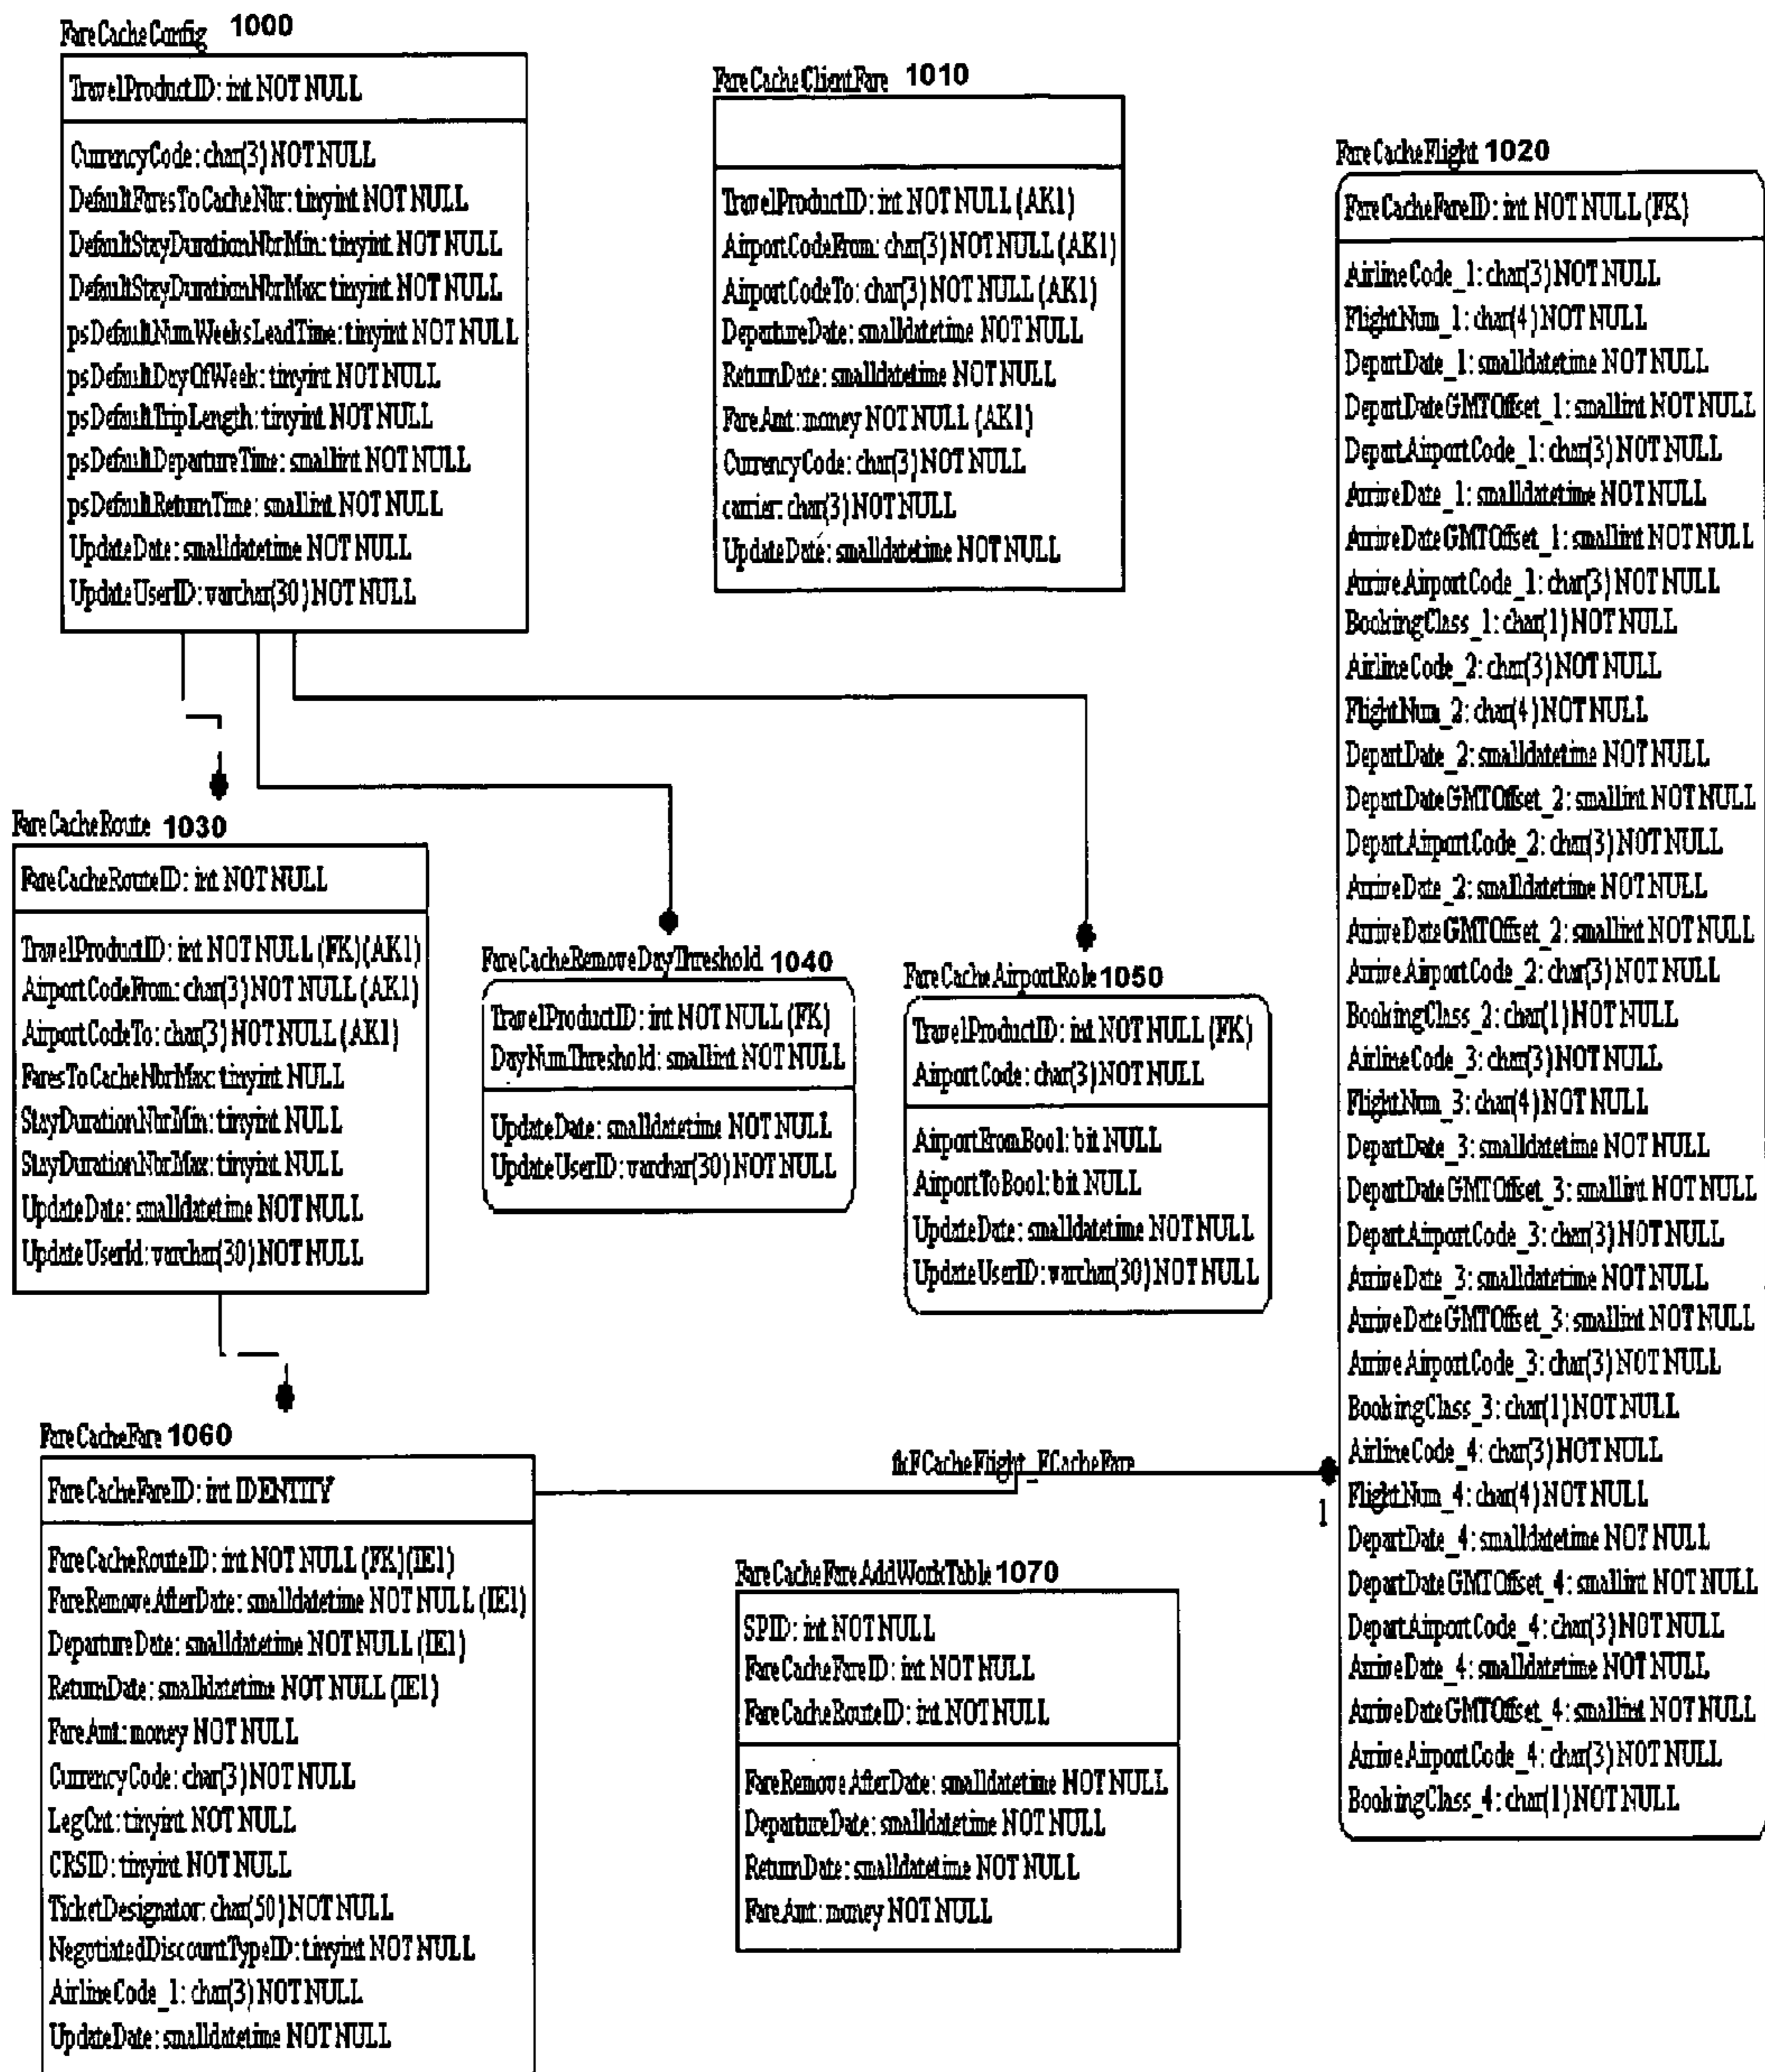 FareCacheConfig 1000
TravelProductID: int NOT NULL
CurrencyCode: char(3) NOT NULL
DefaultFaresToCacheNbr: tinyint NOT NULL
DefaultStayDurationNbrMin: tinyint NOT NULL
DefaultStayDurationNbrMax: tinyint NOT NULL
psDefaultNumWeeksLeadTime: tinyint NOT NULL
psDefaultDayOfWeek: tinyint NOT NULL
psDefaultTripLength: tinyint NOT NULL
psDefaultDepartureTime: smallint NOT NULL
psDefaultReturnTime: smallint NOT NULL
UpdateDate: smalldatetime NOT NULL
UpdateUserID: varchar(30) NOT NULL
FareCacheClientFare 1010
TravelProductID: int NOT NULL (AK1)
AirportCodeFrom: char(3) NOT NULL (AK1)
AirportCodeTo: char(3) NOT NULL (AK1)
DepartureDate: smalldatetime NOT NULL
ReturnDate: smalldatetime NOT NULL
FareAmt: money NOT NULL (AK1)
CurrencyCode: char(3) NOT NULL
carrier: char(3) NOT NULL
UpdateDate: smalldatetime NOT NULL
FareCacheFlight 1020
FareCacheFareID: int NOT NULL (FK)
AirlineCode_1: char(3) NOT NULL
FlightNum_1: char(4) NOT NULL
DepartDate_1: smalldatetime NOT NULL
DepartDateGMTOffset_1: smallint NOT NULL
DepartAirportCode_1: char(3) NOT NULL
ArriveDate_1: smalldatetime NOT NULL
ArriveDateGMTOffset_1: smallint NOT NULL
ArriveAirportCode_1: char(3) NOT NULL
BookingClass_1: char(1) NOT NULL
AirlineCode_2: char(3) NOT NULL
FlightNum_2: char(4) NOT NULL
DepartDate_2: smalldatetime NOT NULL
DepartDateGMTOffset_2: smallint NOT NULL
DepartAirportCode_2: char(3) NOT NULL
ArriveDate_2: smalldatetime NOT NULL
ArriveDateGMTOffset_2: smallint NOT NULL
ArriveAirportCode_2: char(3) NOT NULL
BookingClass_2: char(1) NOT NULL
AirlineCode_3: char(3) NOT NULL
FlightNum_3: char(4) NOT NULL
DepartDate_3: smalldatetime NOT NULL
DepartDateGMTOffset_3: smallint NOT NULL
DepartAirportCode_3: char(3) NOT NULL
ArriveDate_3: smalldatetime NOT NULL
ArriveDateGMTOffset_3: smallint NOT NULL
ArriveAirportCode_3: char(3) NOT NULL
BookingClass_3: char(1) NOT NULL
AirlineCode_4: char(3) NOT NULL
FlightNum_4: char(4) NOT NULL
DepartDate_4: smalldatetime NOT NULL
DepartDateGMTOffset_4: smallint NOT NULL
DepartAirportCode_4: char(3) NOT NULL
ArriveDate_4: smalldatetime NOT NULL
ArriveDateGMTOffset_4: smallint NOT NULL
ArriveAirportCode_4: char(3) NOT NULL
BookingClass_4: char(1) NOT NULL
FareCacheRoute 1030
FareCacheRouteID: int NOT NULL
TravelProductID: int NOT NULL (FK)(AK1)
AirportCodeFrom: char(3) NOT NULL (AK1)
AirportCodeTo: char(3) NOT NULL (AK1)
FaresToCacheNbrMax: tinyint NULL
StayDurationNbrMin: tinyint NULL
StayDurationNbrMax: tinyint NULL
UpdateDate: smalldatetime NOT NULL
UpdateUserId: varchar(30) NOT NULL
FareCacheRemoveDayThreshold 1040
TravelProductID: int NOT NULL (FK)
DayNumThreshold: smallint NOT NULL
UpdateDate: smalldatetime NOT NULL
UpdateUserID: varchar(30) NOT NULL
FareCacheAirportRole 1050
TravelProductID: int NOT NULL (FK)
AirportCode: char(3) NOT NULL
AirportFromBool: bit NULL
AirportToBool: bit NULL
UpdateDate: smalldatetime NOT NULL
UpdateUserID: varchar(30) NOT NULL
FareCacheFare 1060
FareCacheFareID: int IDENTITY
FareCacheRouteID: int NOT NULL (FK)(IE1)
FareRemoveAfterDate: smalldatetime NOT NULL (IE1)
DepartureDate: smalldatetime NOT NULL (IE1)
ReturnDate: smalldatetime NOT NULL (IE1)
FareAmt: money NOT NULL
CurrencyCode: char(3) NOT NULL
LegCnt: tinyint NOT NULL
CRSID: tinyint NOT NULL
TicketDesignator: char(50) NOT NULL
NegotiatedDiscountTypeID: tinyint NOT NULL
AirlineCode_1: char(3) NOT NULL
UpdateDate: smalldatetime NOT NULL
fkFCacheFlight_FCacheFare
1
FareCacheFareAddWorkTable 1070
SPID: int NOT NULL
FareCacheFareID: int NOT NULL
FareCacheRouteID: int NOT NULL
FareRemoveAfterDate: smalldatetime NOT NULL
DepartureDate: smalldatetime NOT NULL
ReturnDate: smalldatetime NOT NULL
FareAmt: money NOT NULL